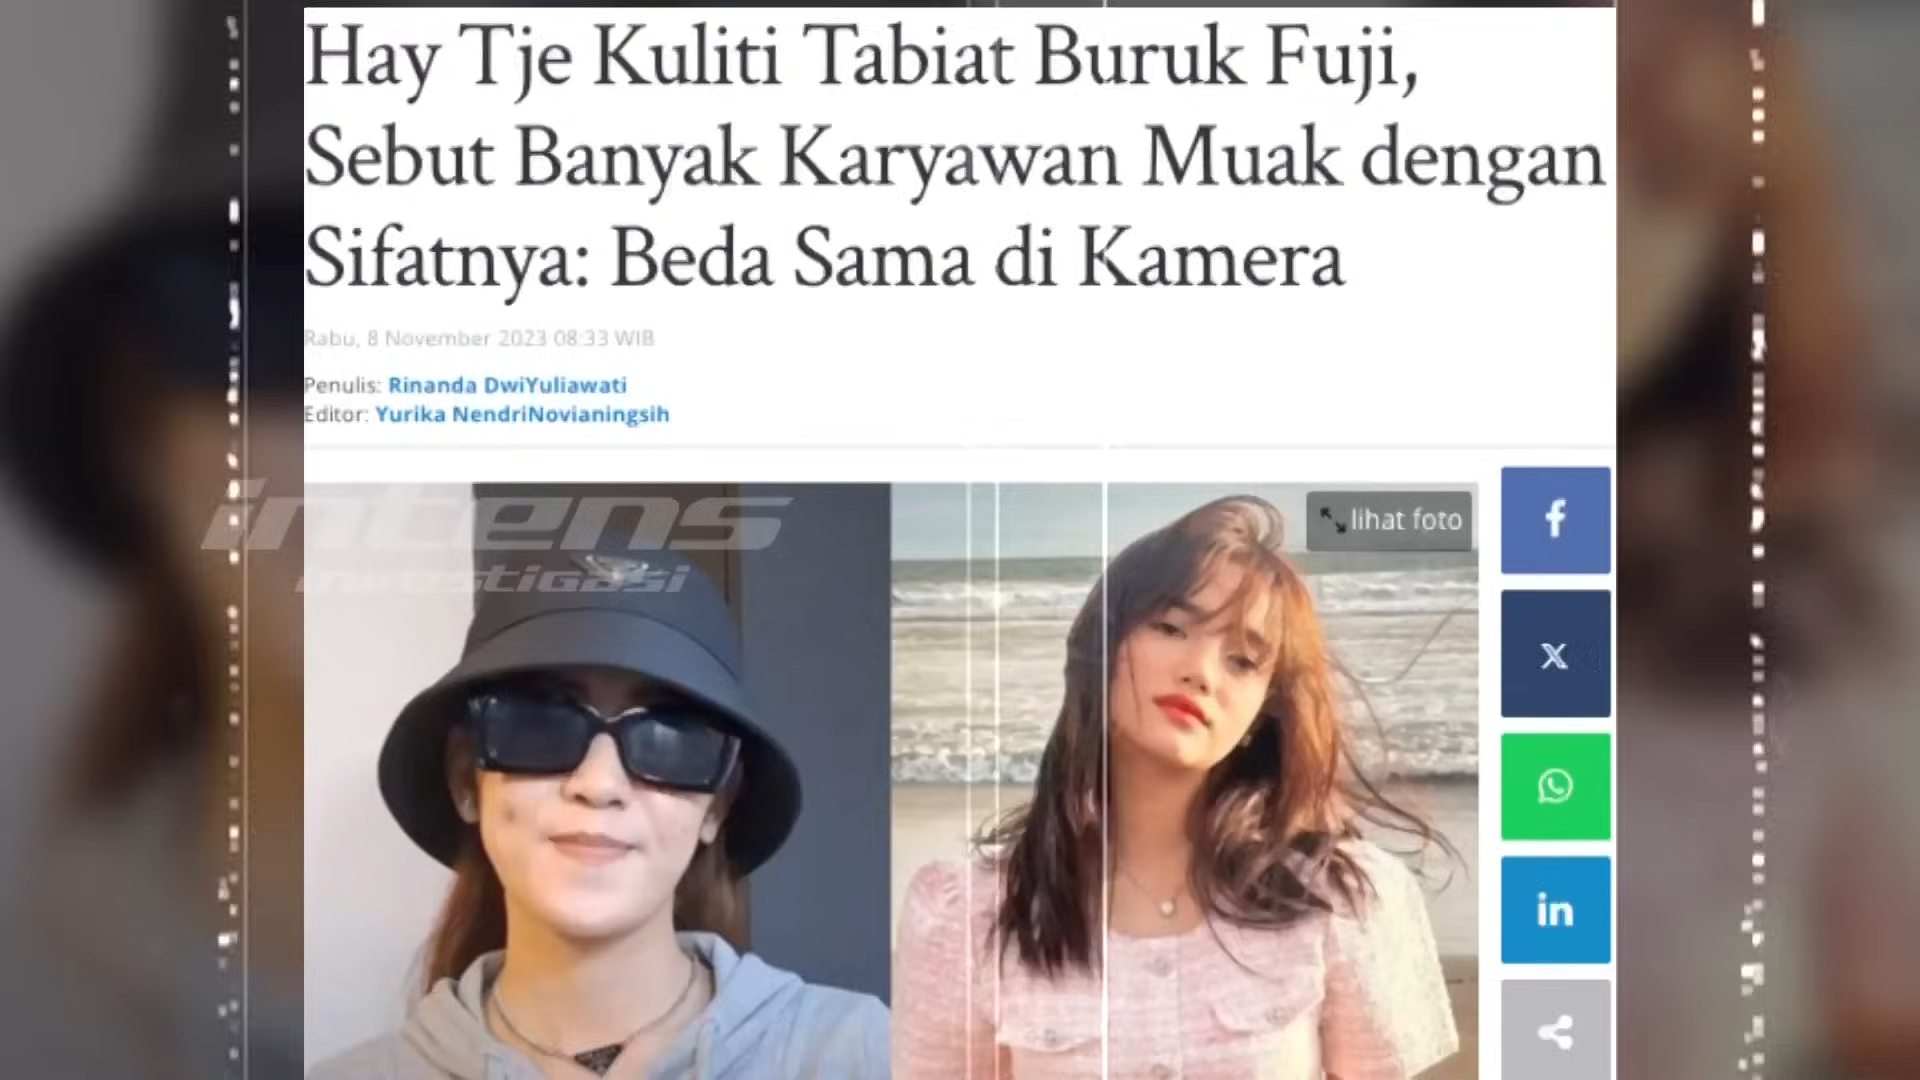 Hay Tje Kuliti Tabiat Buruk Fuji,
Sebut Banyak Karyawan Muak dengan
Sifatnya: Beda Sama di Kamera
Rabu, 8 November 2023 08:33 WIB
Penulis: Rinanda DwiYuliawati
Editor: Yurika NendriNovianingsih
intens
investigasi
lihat foto